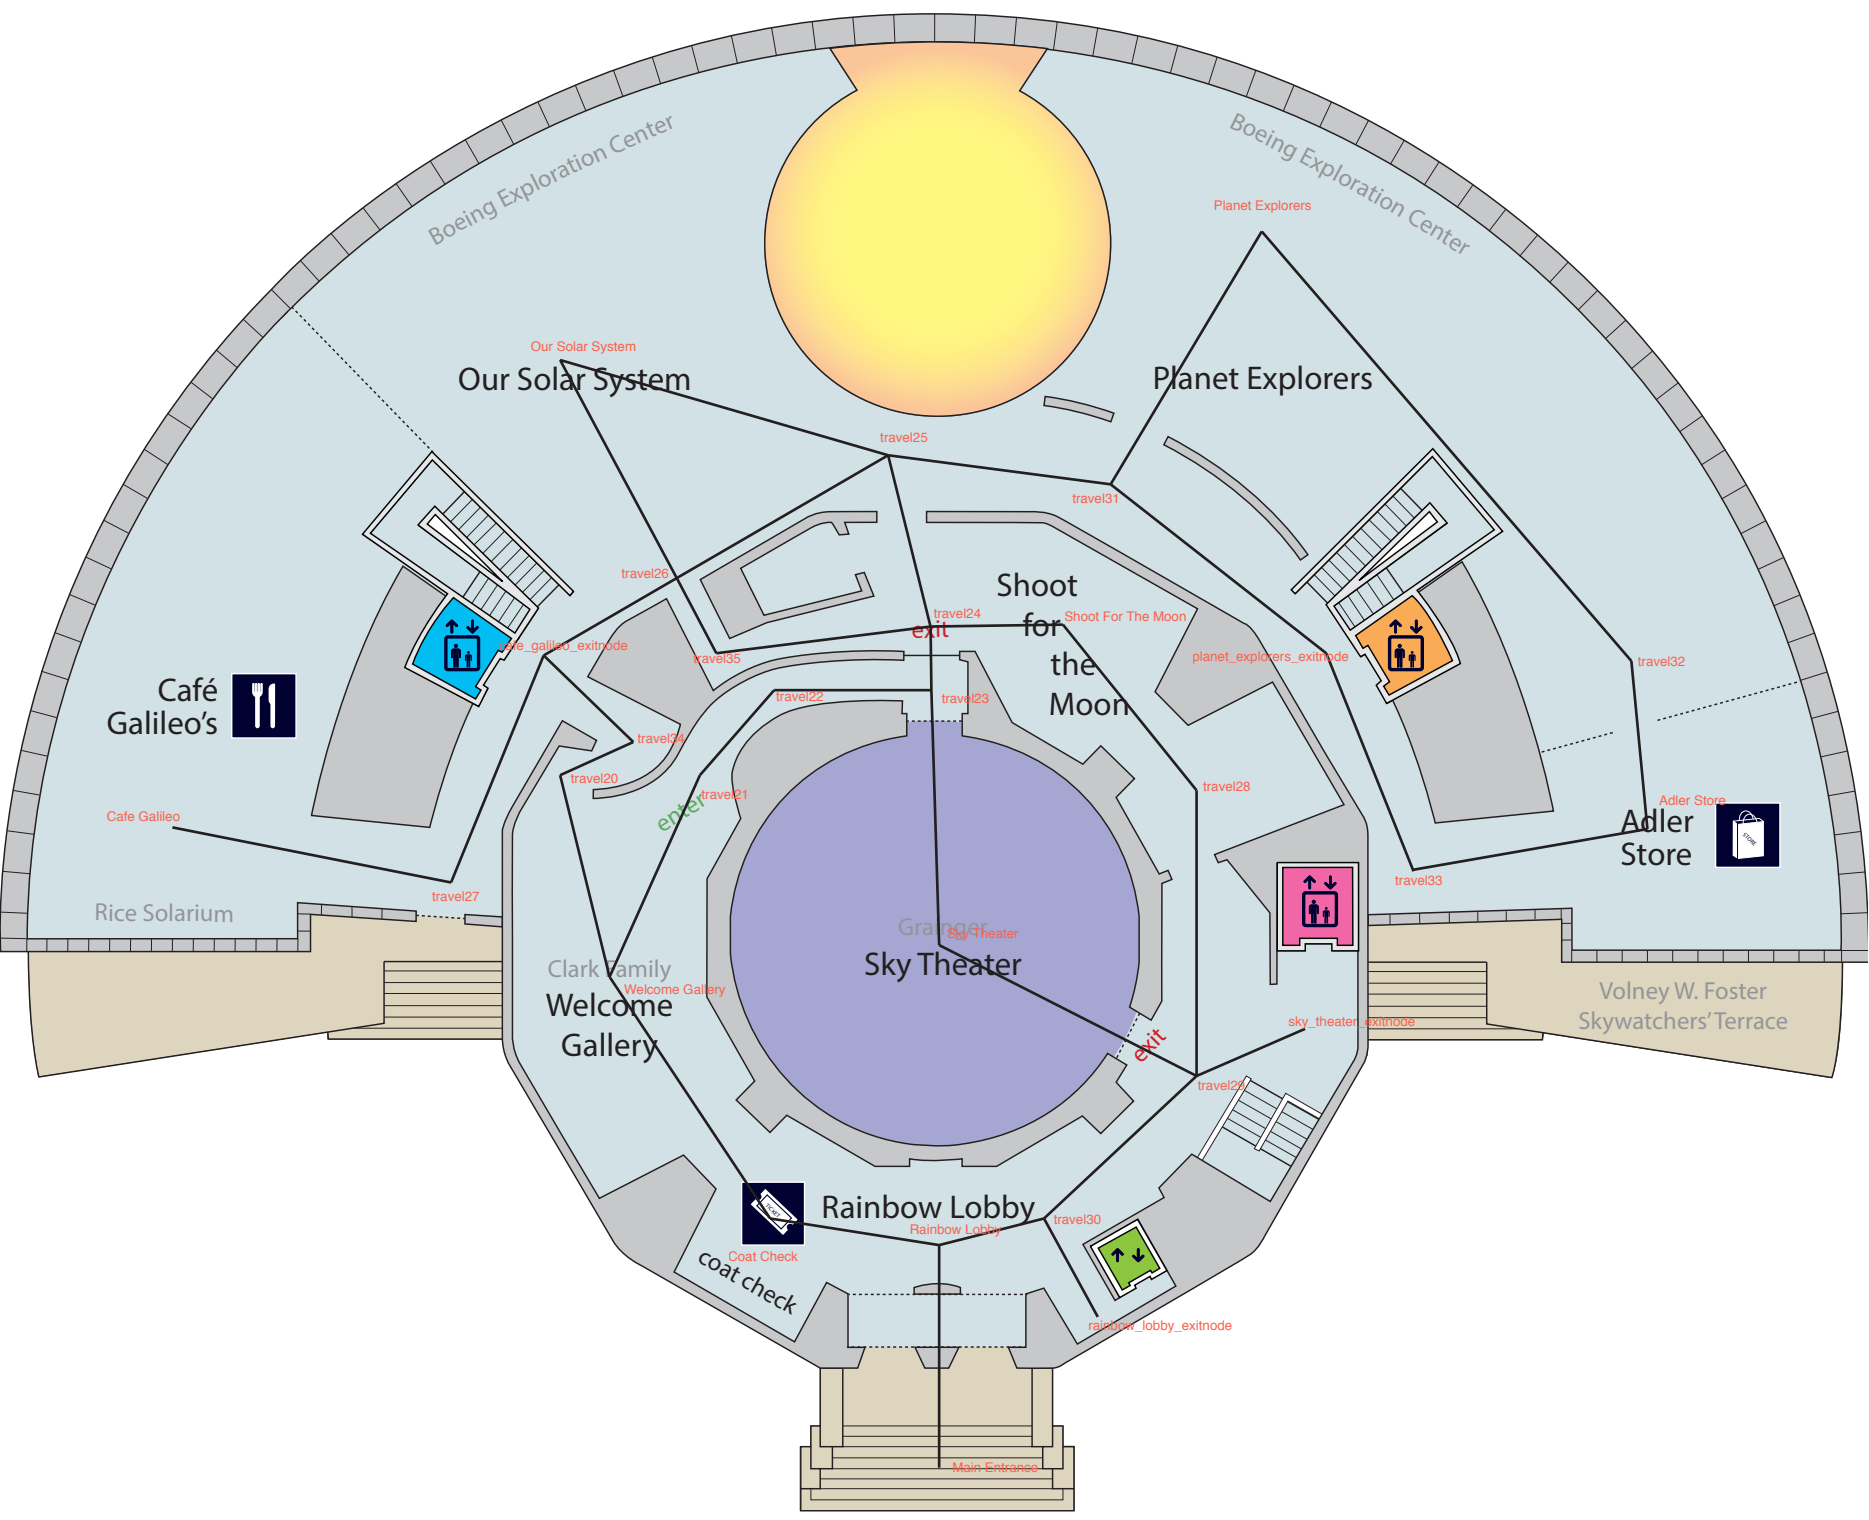 Boeing Exploration Center
Boeing Exploration Center
Planet Explorers
Our Solar System
Our Solar System
Planet Explorers
travel25
travel31
travel26
Shoot
for
the
Moon
travel24
Shoot For The Moon
exit
cafe_galileo_exitnode
travel35
planet_explorers_exitnode
travel32
Café
Galileo's
travel22
travel23
travel34
travel20
travel21
enter
travel28
Cafe Galileo
Adler Store
Adler
Store
STORE
travel33
travel27
Rice Solarium
Grainger
Sky Theater
Sky Theater
Clark Family
Welcome Gallery
Welcome
Gallery
Volney W. Foster
Skywatchers' Terrace
sky_theater_exitnode
exit
travel29
TICKET
Rainbow Lobby
Rainbow Lobby
travel30
Coat Check
coat check
rainbow_lobby_exitnode
Main Entrance